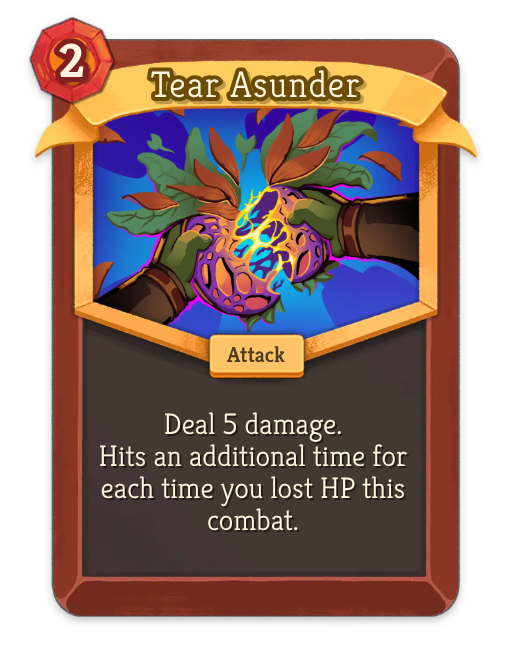 2
Tear Asunder
Attack
Deal 5 damage.
Hits an additional time for
each time you lost HP this
combat.